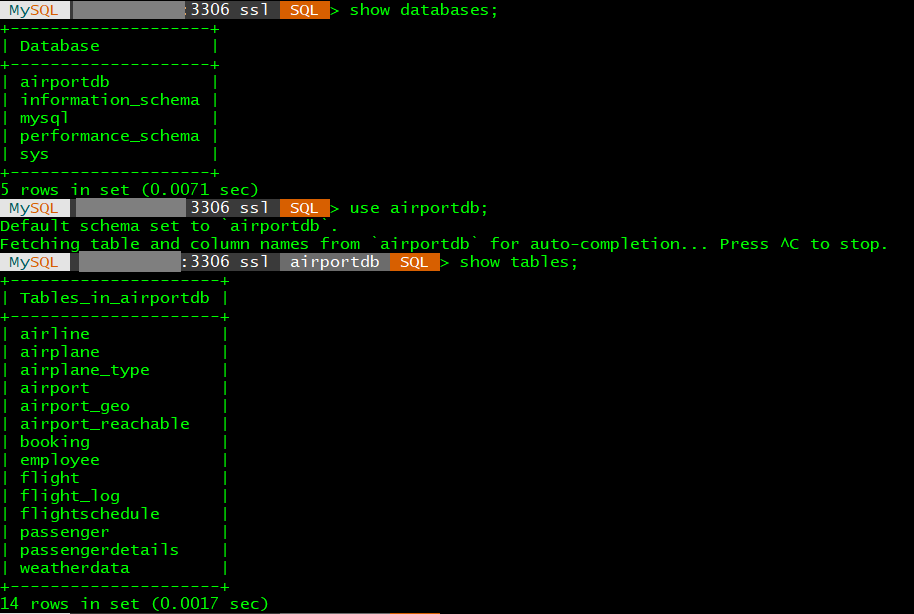 MySQL :3306 ssl SQL > show databases;
+--------------------+
| Database           |
+--------------------+
| airportdb          |
| information_schema |
| mysql              |
| performance_schema |
| sys                |
+--------------------+
5 rows in set (0.0071 sec)
MySQL 3306 ssl SQL > use airportdb;
Default schema set to `airportdb`.
Fetching table and column names from `airportdb` for auto-completion... Press ^C to stop.
MySQL :3306 ssl airportdb SQL > show tables;
+---------------------+
| Tables_in_airportdb |
+---------------------+
| airline             |
| airplane            |
| airplane_type       |
| airport             |
| airport_geo         |
| airport_reachable   |
| booking             |
| employee            |
| flight              |
| flight_log          |
| flightschedule      |
| passenger           |
| passengerdetails    |
| weatherdata         |
+---------------------+
14 rows in set (0.0017 sec)